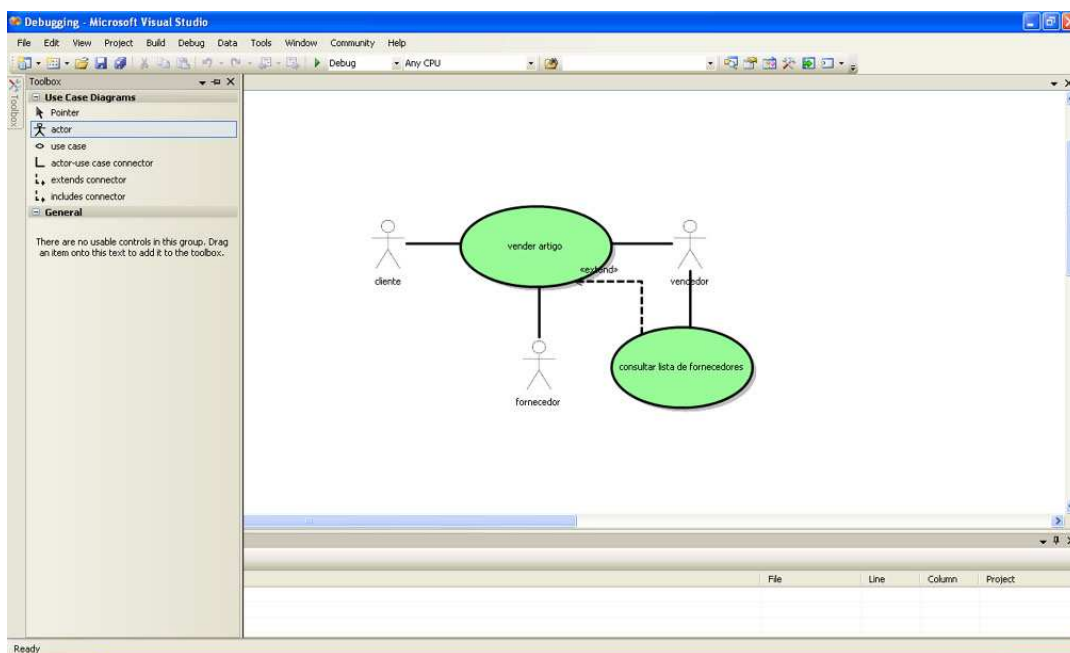 Debugging - Microsoft Visual Studio
File Edit View Project Build Debug Data Tools Window Community Help
Debug Any CPU
Toolbox
Toolbox
Use Case Diagrams
Pointer
actor
use case
actor-use case connector
extends connector
includes connector
General
There are no usable controls in this group. Drag
an item onto this text to add it to the toolbox.
vender artigo
«extend»
cliente
vendedor
consultar lista de fornecedores
fornecedor
File Line Column Project
Ready